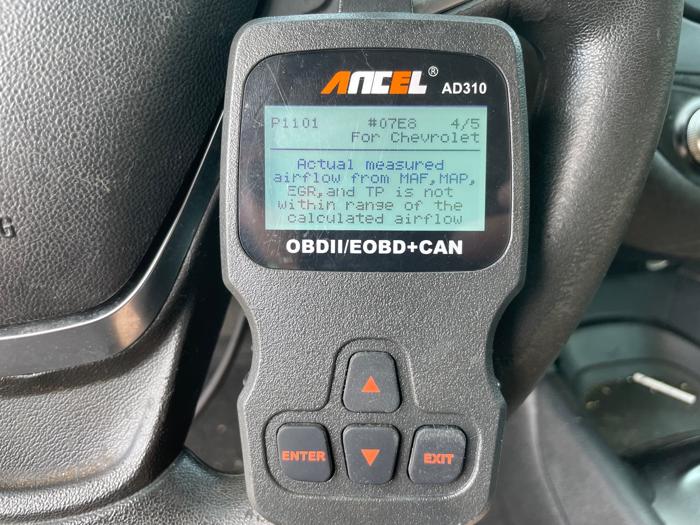 ANCEL®
AD310
P1101 #07E8 4/5
For Chevrolet
Actual measured
airflow from MAF,MAP,
EGR,and TP is not
within range of the
calculated airflow
OBDII/EOBD+CAN
ENTER
EXIT